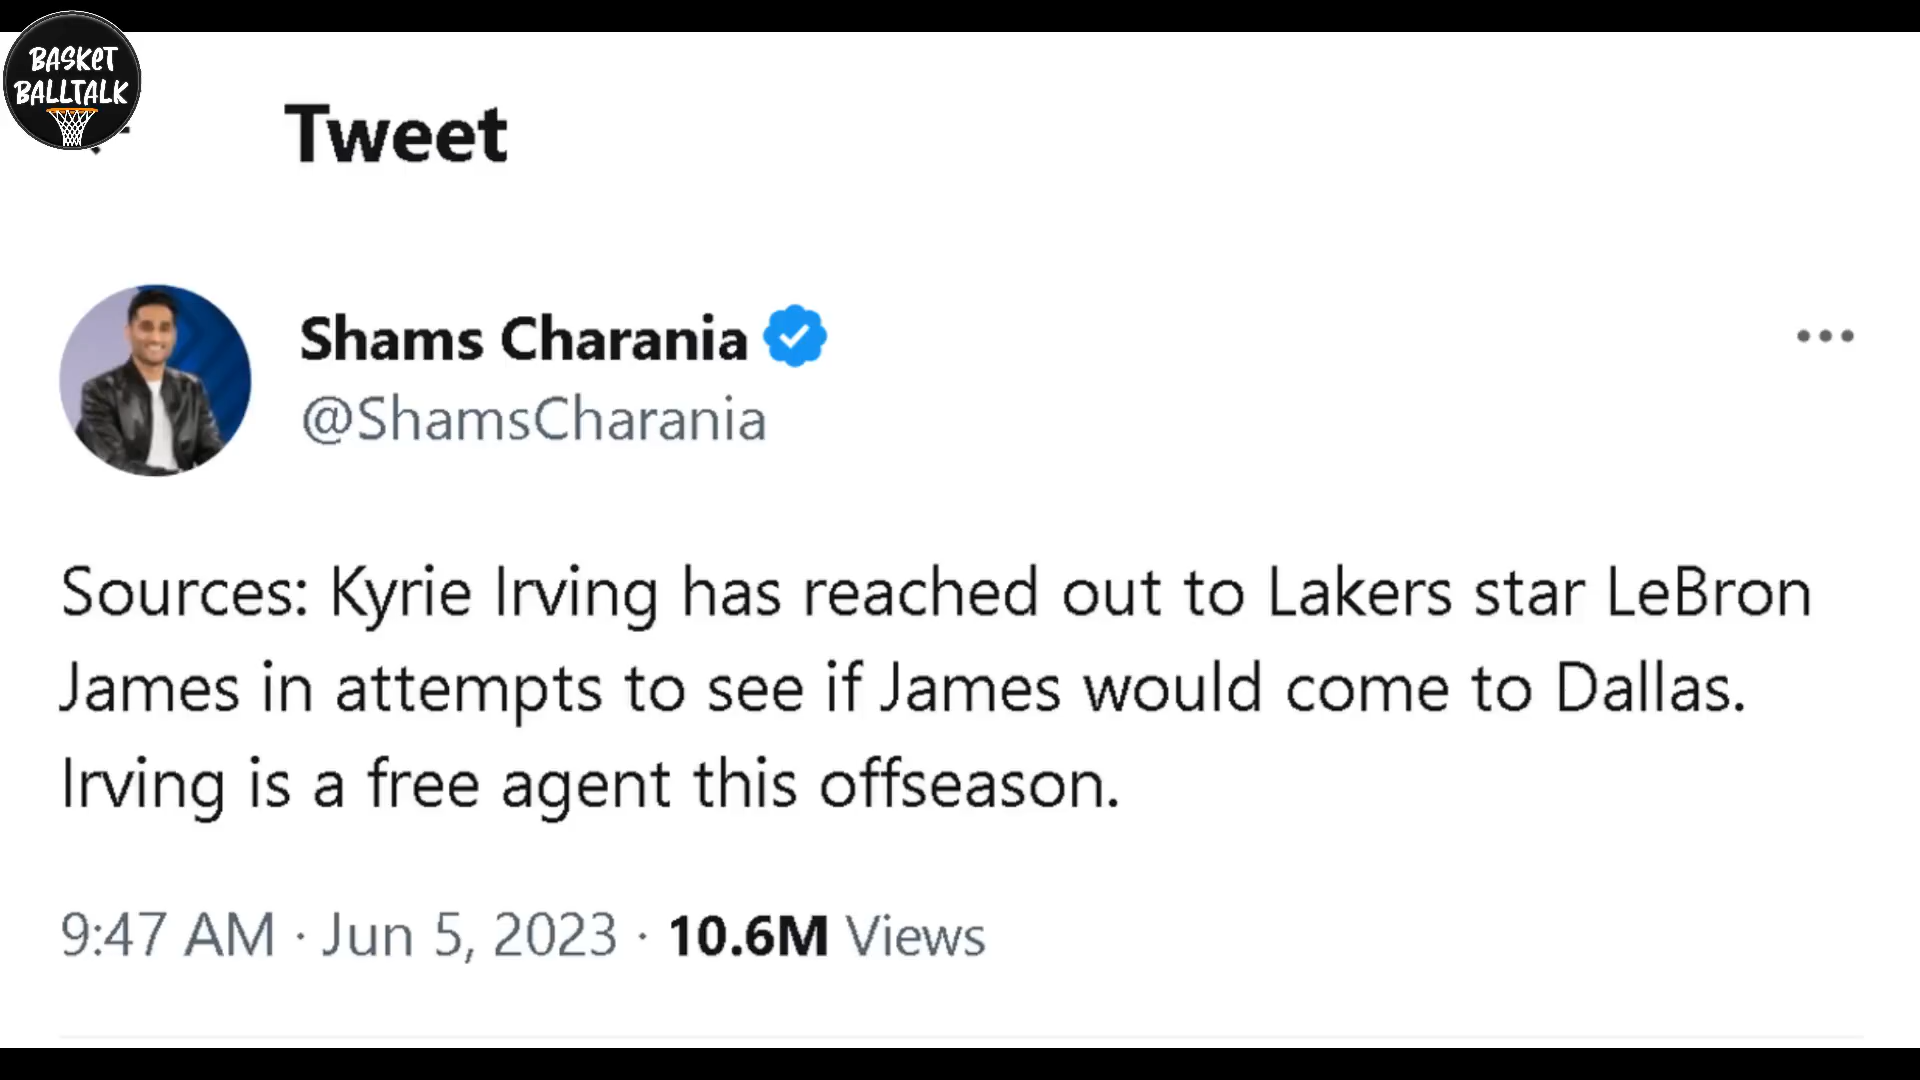 BASKET
BALLTALK
Tweet
Shams Charania
@ShamsCharania
Sources: Kyrie Irving has reached out to Lakers star LeBron
James in attempts to see if James would come to Dallas.
Irving is a free agent this offseason.
9:47 AM · Jun 5, 2023 · 10.6M Views